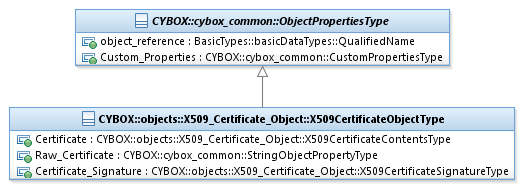 CYBOX::cybox_common::ObjectPropertiesType
object_reference : BasicTypes::basicDataTypes::QualifiedName
Custom_Properties : CYBOX::cybox_common::CustomPropertiesType
CYBOX::objects::X509_Certificate_Object::X509CertificateObjectType
Certificate : CYBOX::objects::X509_Certificate_Object::X509CertificateContentsType
Raw_Certificate : CYBOX::cybox_common::StringObjectPropertyType
Certificate_Signature : CYBOX::objects::X509_Certificate_Object::X509CertificateSignatureType